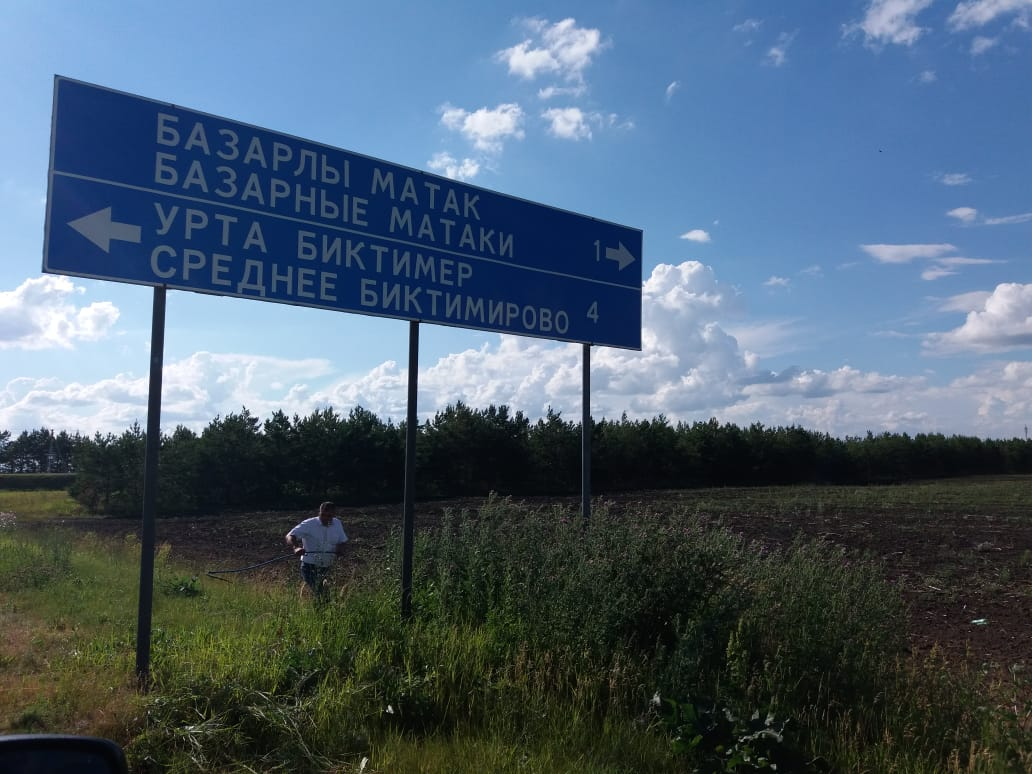 БАЗАРЛЫ МАТАК
БАЗАРНЫЕ МАТАКИ 1
УРТА БИКТИМЕР
СРЕДНЕЕ БИКТИМИРОВО 4